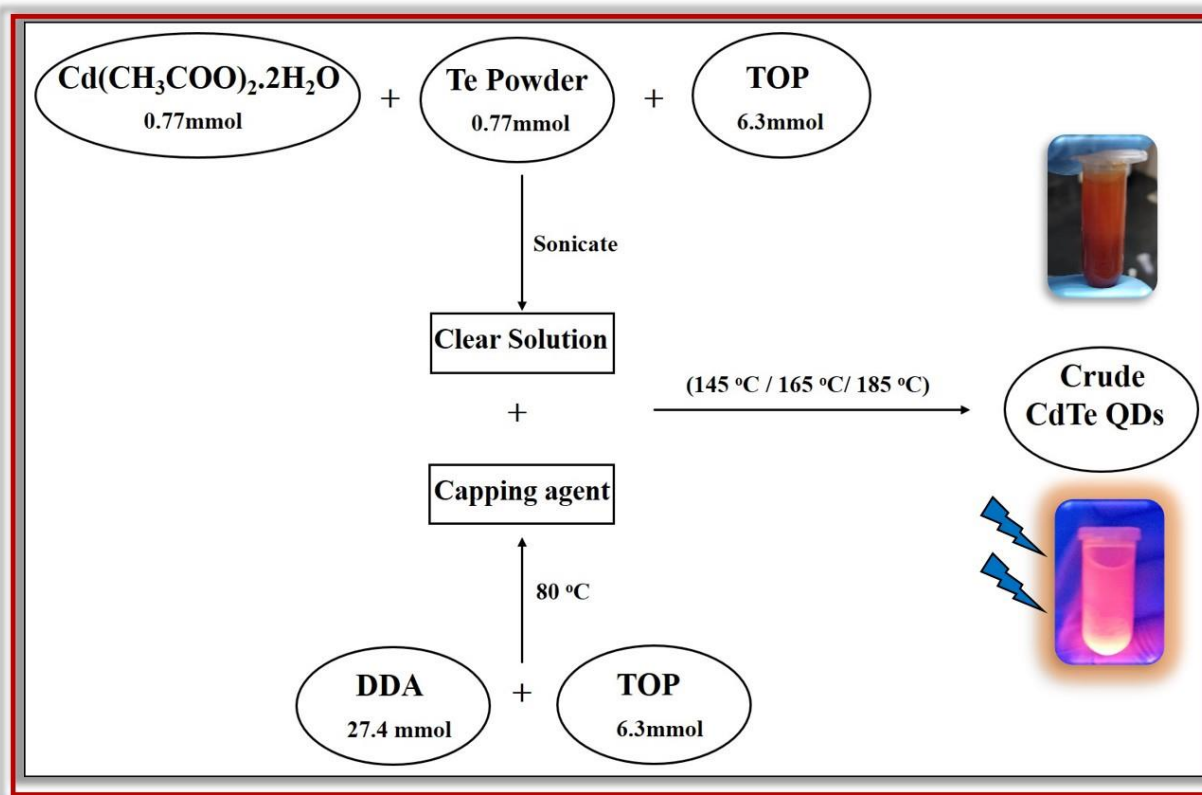 Cd(CH₃COO)₂.2H₂O
0.77mmol
+
Te Powder
0.77mmol
+
TOP
6.3mmol
Sonicate
Clear Solution
+
(145 ᵒC / 165 ᵒC/ 185 ᵒC)
Crude
CdTe QDs
Capping agent
80 ᵒC
DDA
27.4 mmol
+
TOP
6.3mmol